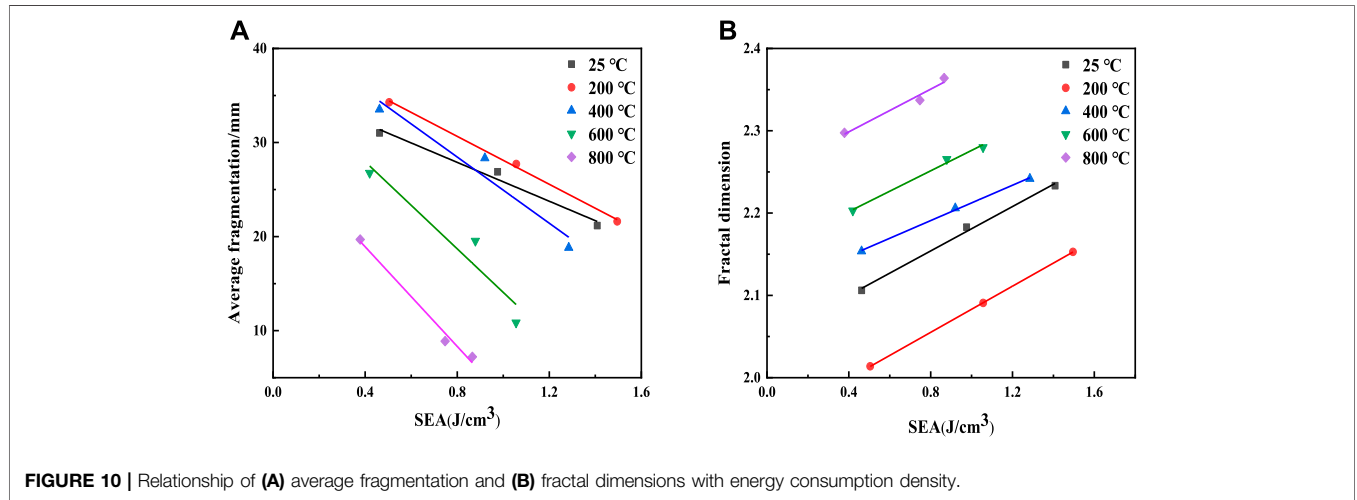 A
Average fragmentation/mm
40
30
20
10
0.0 0.4 0.8 1.2 1.6
SEA(J/cm³)
25 ℃
200 ℃
400 ℃
600 ℃
800 ℃
B
Fractal dimension
2.4
2.3
2.2
2.1
2.0
0.0 0.4 0.8 1.2 1.6
SEA(J/cm³)
25 ℃
200 ℃
400 ℃
600 ℃
800 ℃
FIGURE 10 | Relationship of (A) average fragmentation and (B) fractal dimensions with energy consumption density.